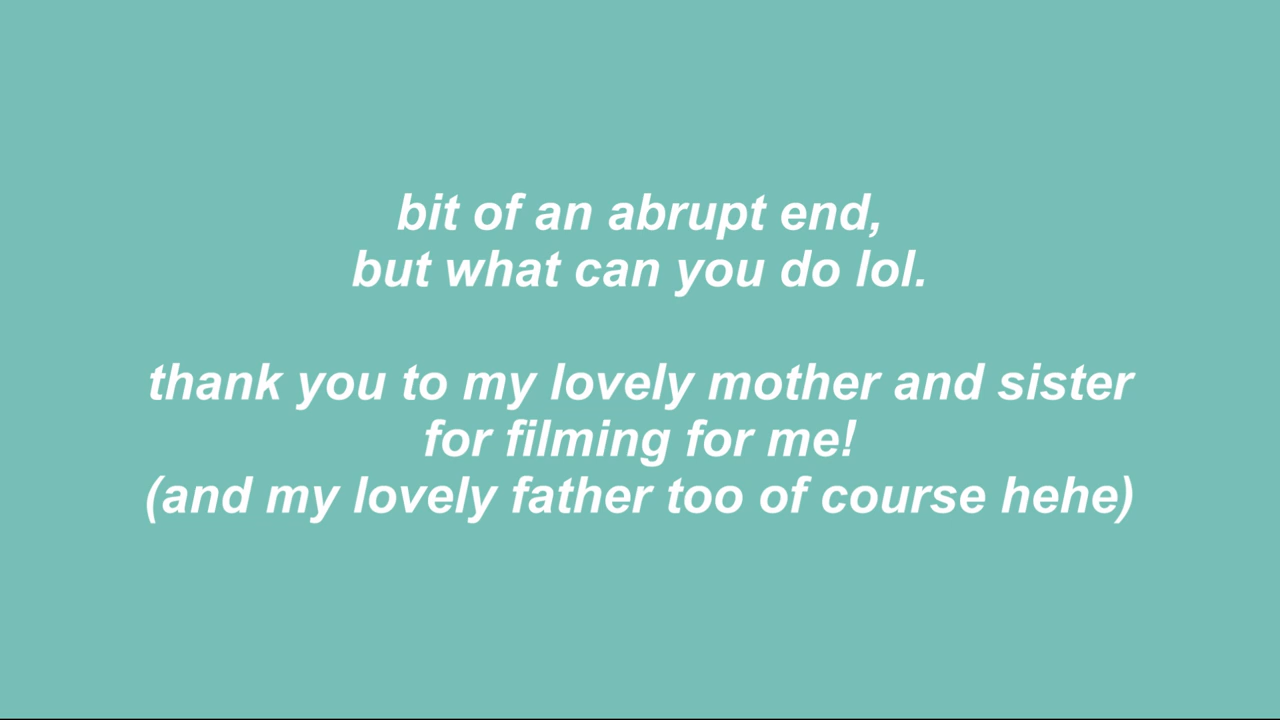 bit of an abrupt end,
but what can you do lol.
thank you to my lovely mother and sister
for filming for me!
(and my lovely father too of course hehe)